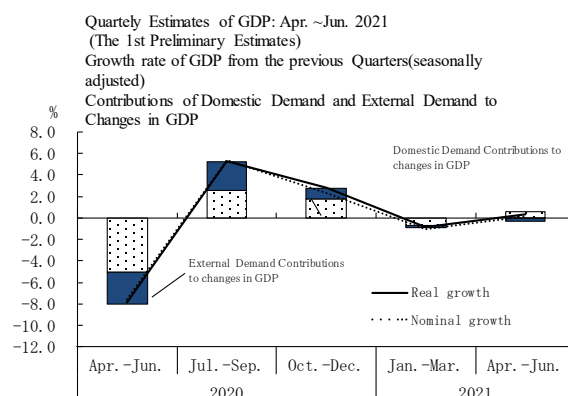 Quartely Estimates of GDP: Apr. ~Jun. 2021
(The 1st Preliminary Estimates)
Growth rate of GDP from the previous Quarters(seasonally
adjusted)
Contributions of Domestic Demand and External Demand to
Changes in GDP
%
8.0
6.0
4.0
2.0
0.0
-2.0
-4.0
-6.0
-8.0
-10.0
-12.0
Domestic Demand Contributions to
changes in GDP
External Demand Contributions
to changes in GDP
Real growth
Nominal growth
Apr.-Jun. Jul.-Sep. Oct.-Dec. Jan.-Mar. Apr.-Jun.
2020 2021